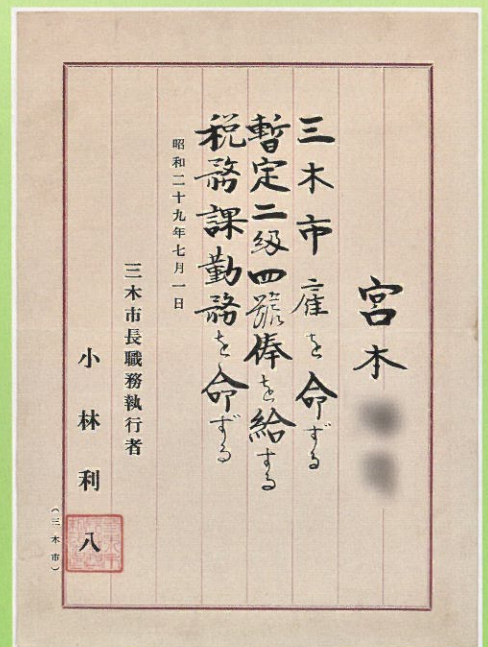 宮木
三木市雇を命ずる
暫定二級四號俸を給する
税務課勤務を命ずる
昭和二十九年七月一日
三木市長職務執行者
小林利八
（三木市）